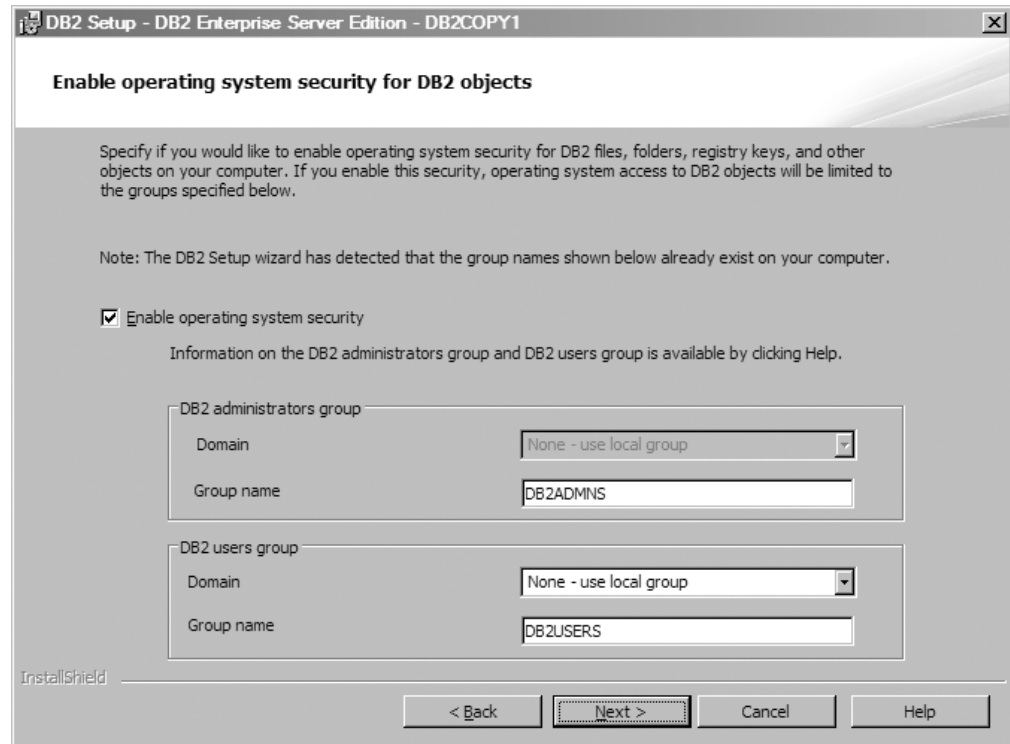 DB2 Setup - DB2 Enterprise Server Edition - DB2COPY1
Enable operating system security for DB2 objects
Specify if you would like to enable operating system security for DB2 files, folders, registry keys, and other
objects on your computer. If you enable this security, operating system access to DB2 objects will be limited to
the groups specified below.
Note: The DB2 Setup wizard has detected that the group names shown below already exist on your computer.
Enable operating system security
Information on the DB2 administrators group and DB2 users group is available by clicking Help.
DB2 administrators group
Domain None - use local group
Group name DB2ADMNS
DB2 users group
Domain None - use local group
Group name DB2USERS
InstallShield
< Back Next > Cancel Help